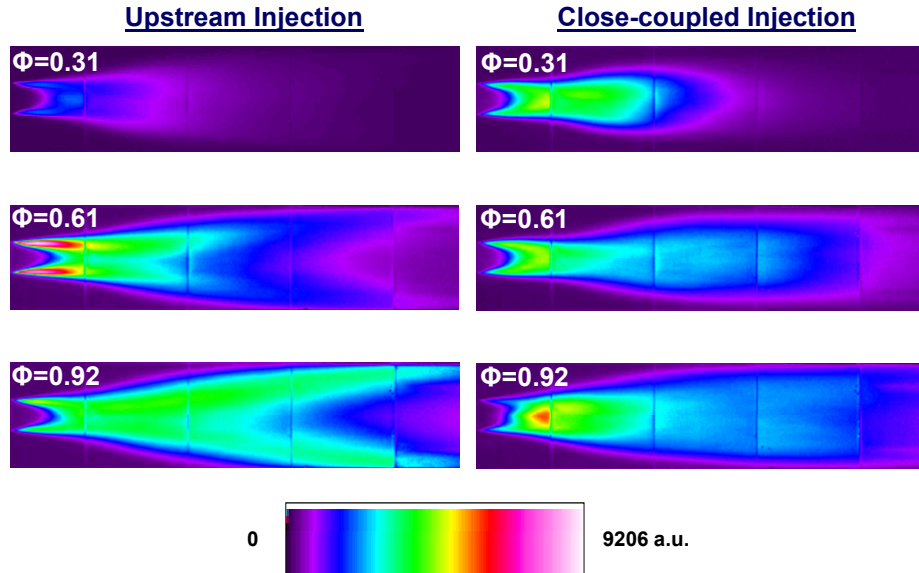 Upstream Injection
Close-coupled Injection
Φ=0.31
Φ=0.31
Φ=0.61
Φ=0.61
Φ=0.92
Φ=0.92
0
9206 a.u.